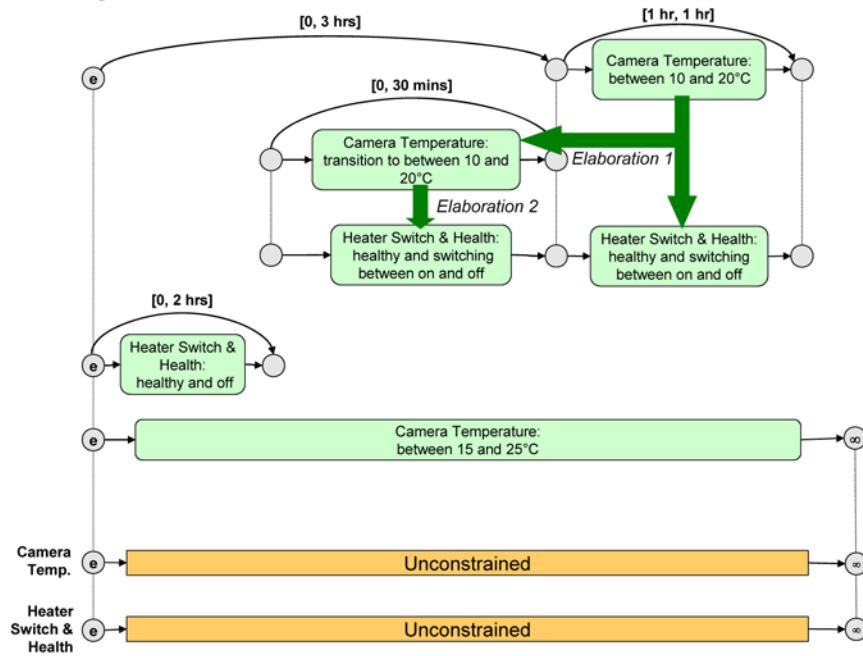 [0, 3 hrs]
[1 hr, 1 hr]
e
Camera Temperature:
between 10 and 20°C
[0, 30 mins]
Camera Temperature:
transition to between 10 and
20°C
Elaboration 1
Elaboration 2
Heater Switch & Health:
healthy and switching
between on and off
Heater Switch & Health:
healthy and switching
between on and off
[0, 2 hrs]
e
Heater Switch &
Health:
healthy and off
e
Camera Temperature:
between 15 and 25°C
∞
Camera
Temp.
e
Unconstrained
∞
Heater
Switch &
Health
e
Unconstrained
∞